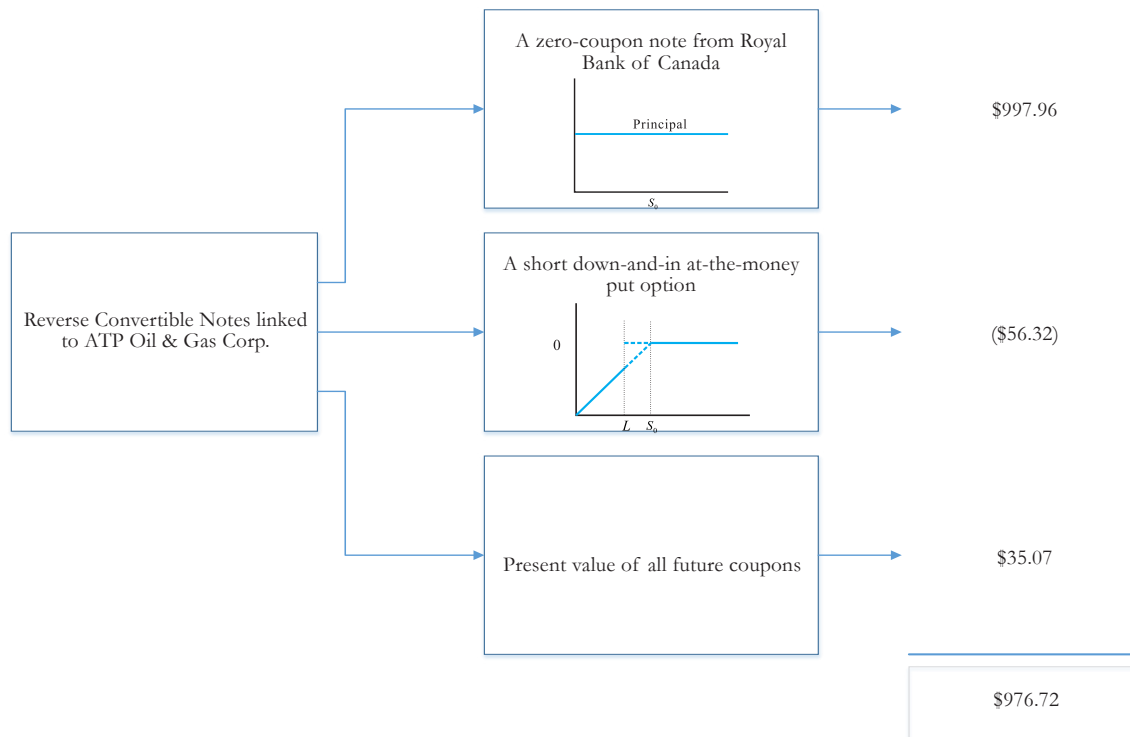 A zero-coupon note from Royal
Bank of Canada
Principal
S₀
$997.96
Reverse Convertible Notes linked
to ATP Oil & Gas Corp.
A short down-and-in at-the-money
put option
0
L S₀
($56.32)
Present value of all future coupons
$35.07
$976.72